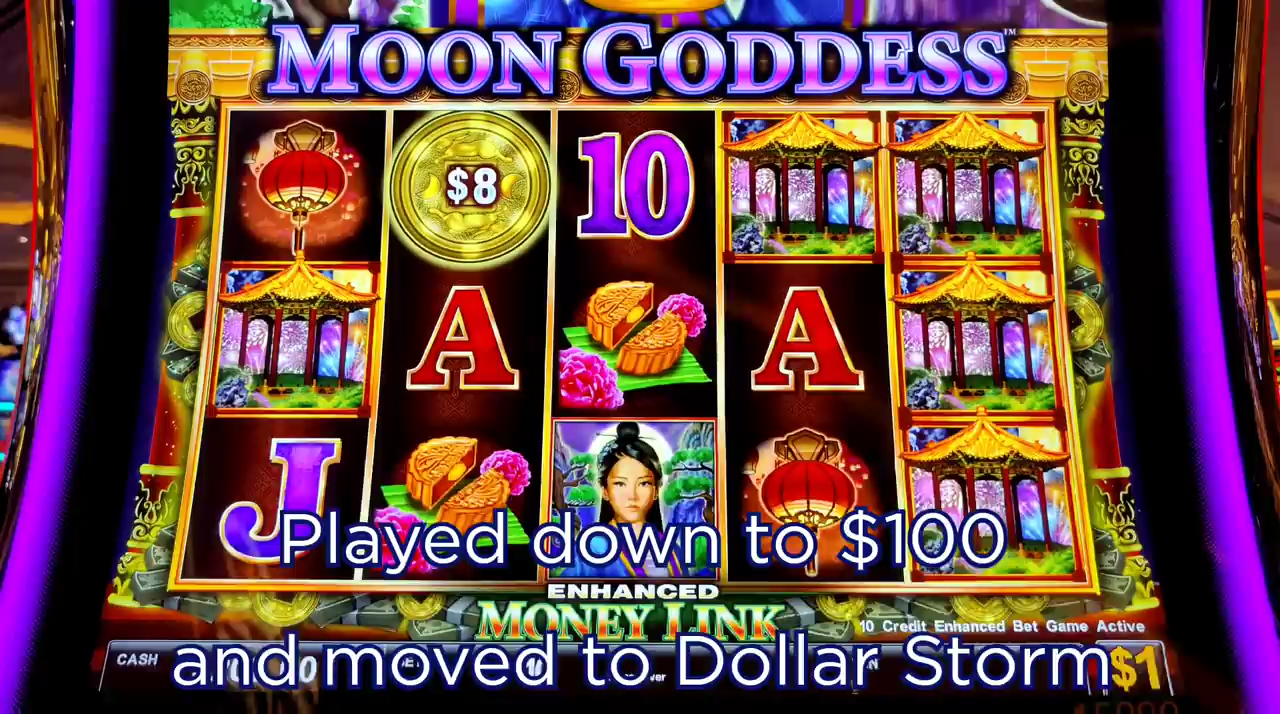 MOON GODDESS™
$8
10
A
A
J
Played down to $100
ENHANCED
MONEY LINK
10 Credit Enhanced Bet Game Active
CASH
and moved to Dollar Storm
$1